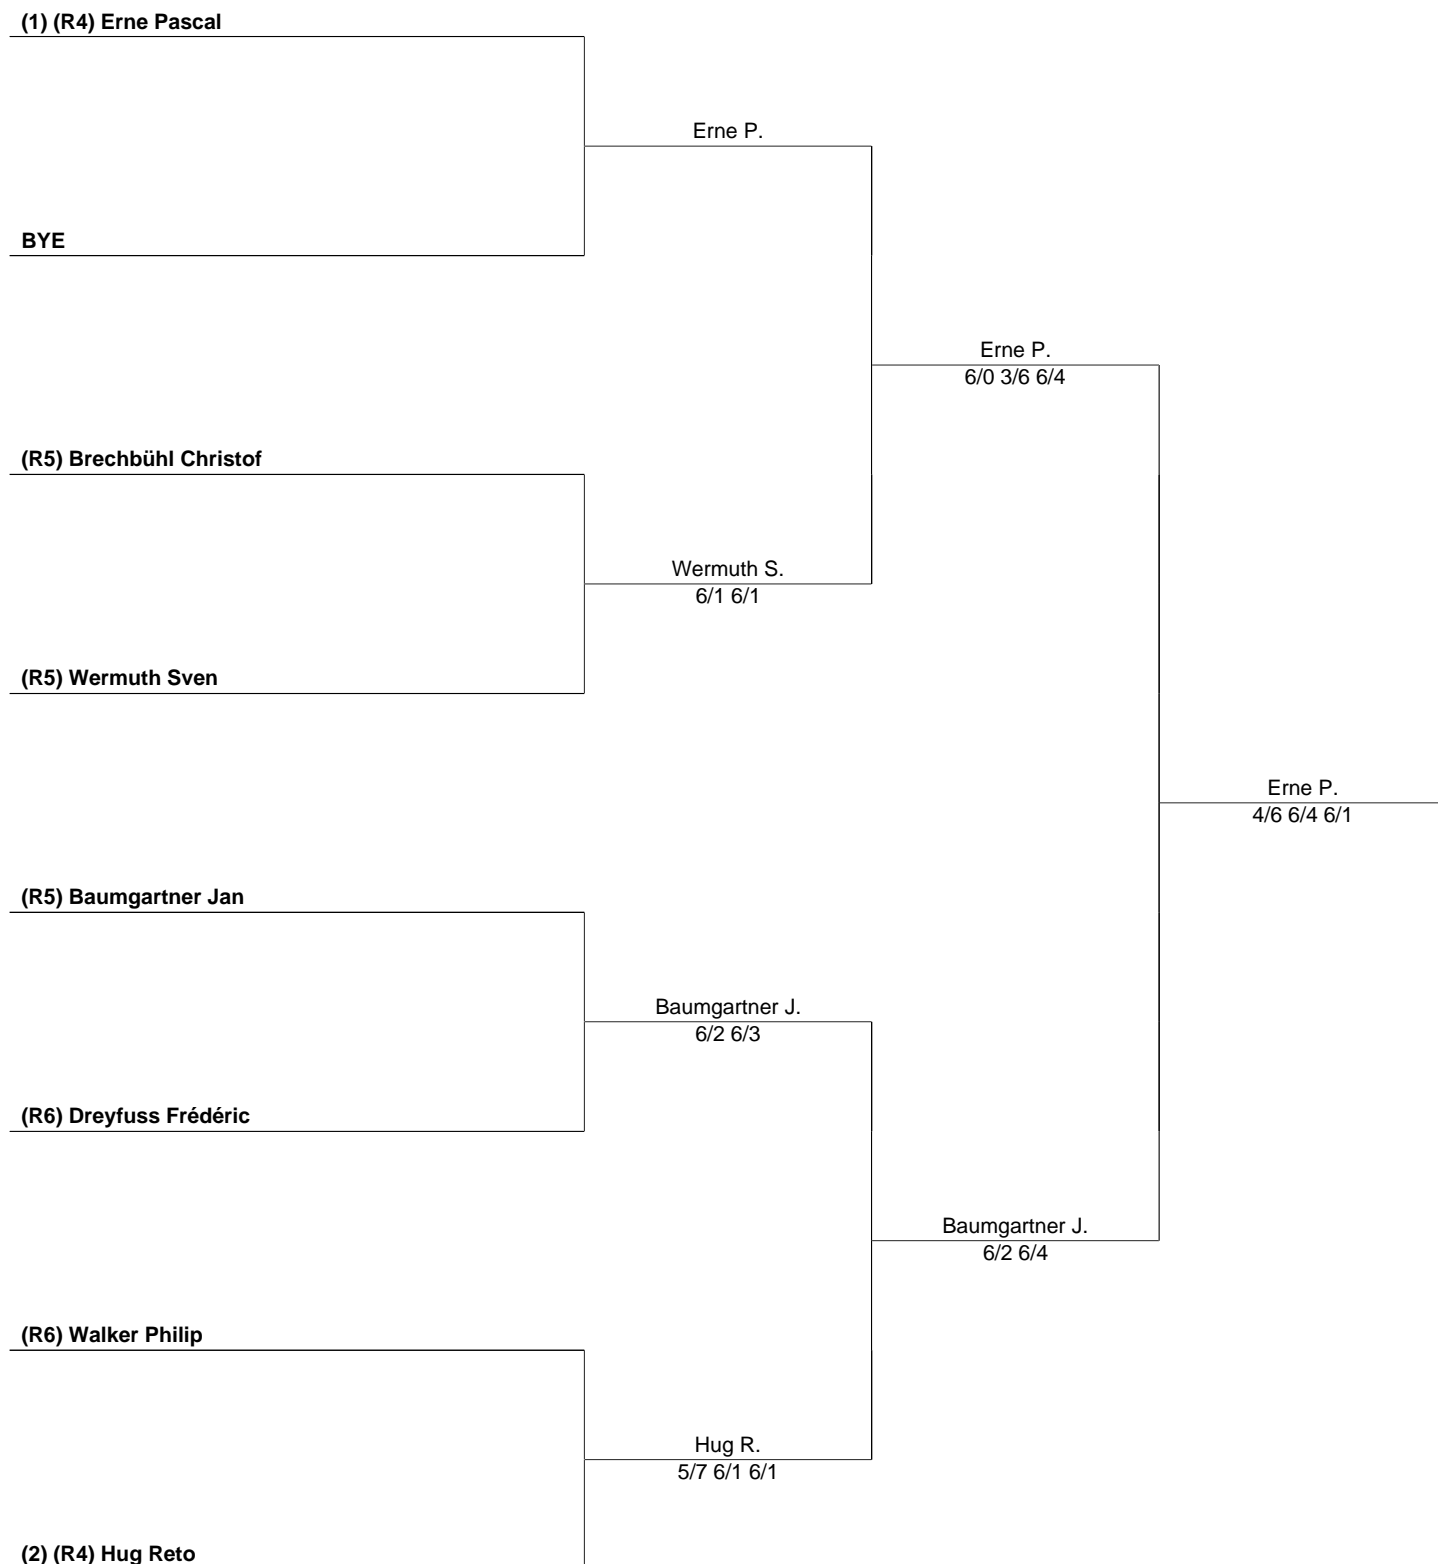 (1) (R4) Erne Pascal
Erne P.
BYE
Erne P.
6/0 3/6 6/4
(R5) Brechbühl Christof
Wermuth S.
6/1 6/1
(R5) Wermuth Sven
Erne P.
4/6 6/4 6/1
(R5) Baumgartner Jan
Baumgartner J.
6/2 6/3
(R6) Dreyfuss Frédéric
Baumgartner J.
6/2 6/4
(R6) Walker Philip
Hug R.
5/7 6/1 6/1
(2) (R4) Hug Reto